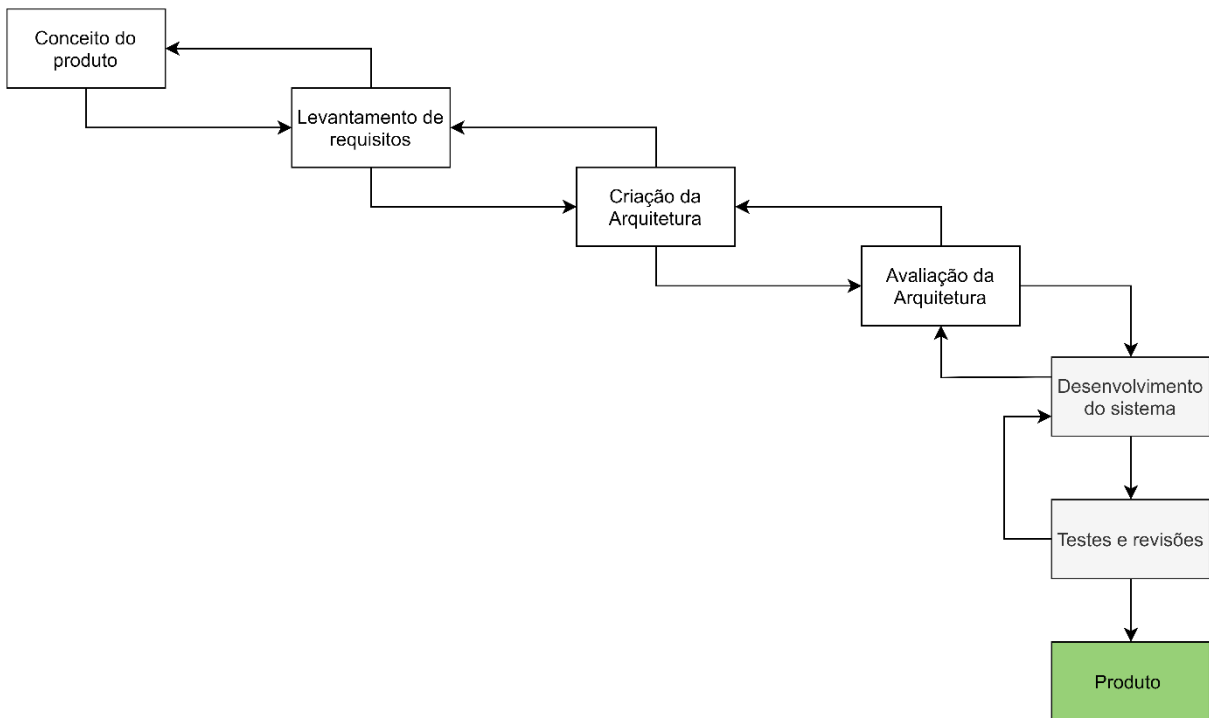 Conceito do
produto
Levantamento de
requisitos
Criação da
Arquitetura
Avaliação da
Arquitetura
Desenvolvimento
do sistema
Testes e revisões
Produto